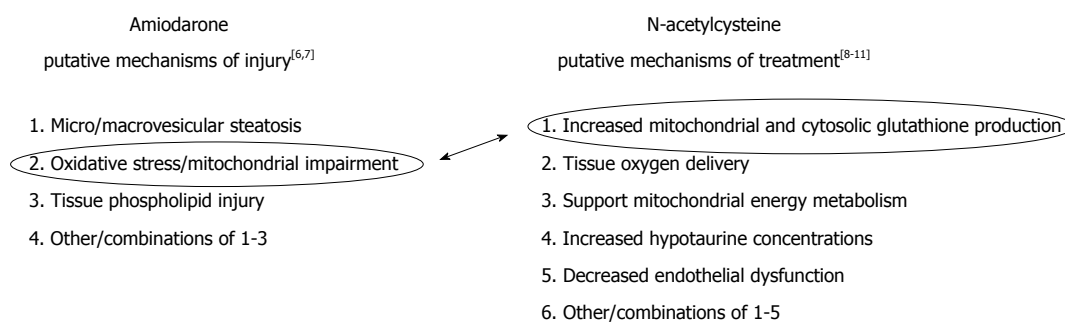 Amiodarone
putative mechanisms of injury[6,7]
1. Micro/macrovesicular steatosis
2. Oxidative stress/mitochondrial impairment
3. Tissue phospholipid injury
4. Other/combinations of 1-3
N-acetylcysteine
putative mechanisms of treatment[8-11]
1. Increased mitochondrial and cytosolic glutathione production
2. Tissue oxygen delivery
3. Support mitochondrial energy metabolism
4. Increased hypotaurine concentrations
5. Decreased endothelial dysfunction
6. Other/combinations of 1-5